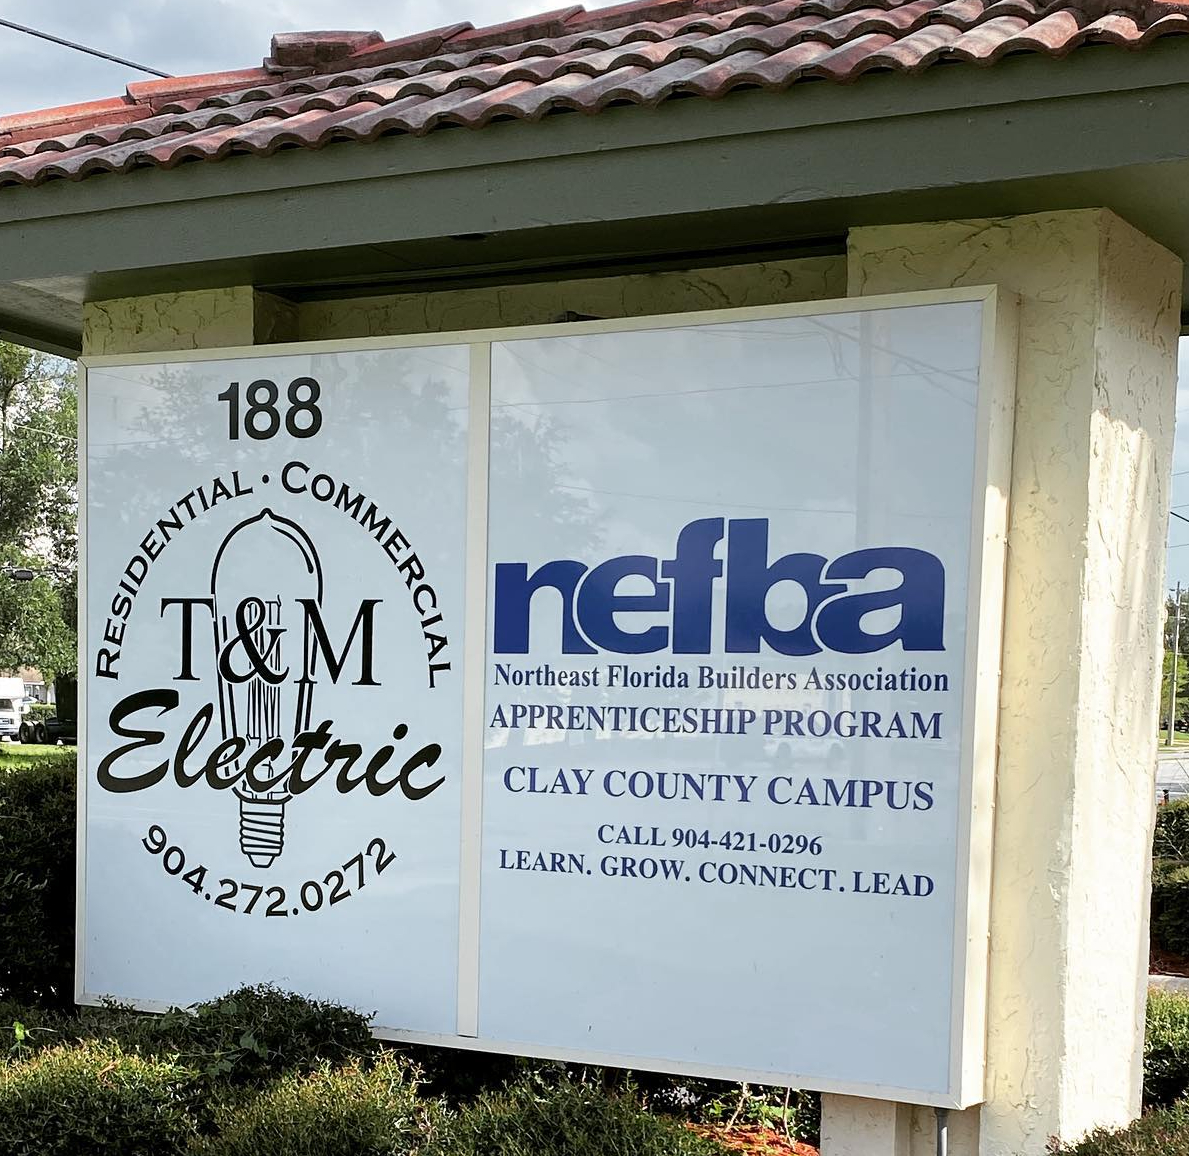 188
RESIDENTIAL · COMMERCIAL
T&M
Electric
904.272.0272
nefba
Northeast Florida Builders Association
APPRENTICESHIP PROGRAM
CLAY COUNTY CAMPUS
CALL 904-421-0296
LEARN. GROW. CONNECT. LEAD